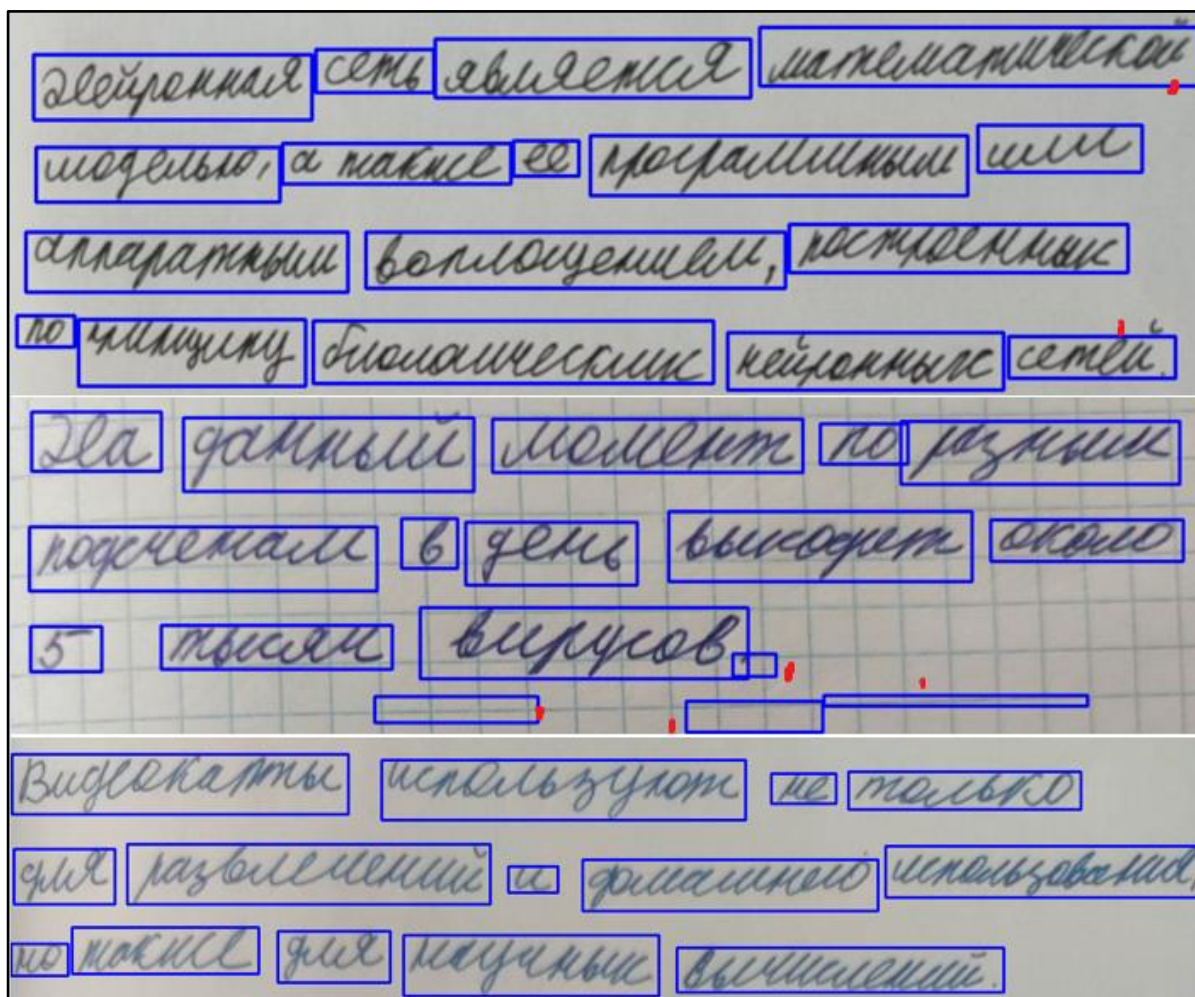 Нейронная сеть является математической
моделью, а также ее программным или
аппаратным воплощением, построенных
по принципу биологических нейронных сетей.
На данный момент по разным
подсчетам в день выходят около
5 тысяч вирусов.
Видеокарты используют не только
для развлечений и домашнего использования,
но также для научных вычислений.